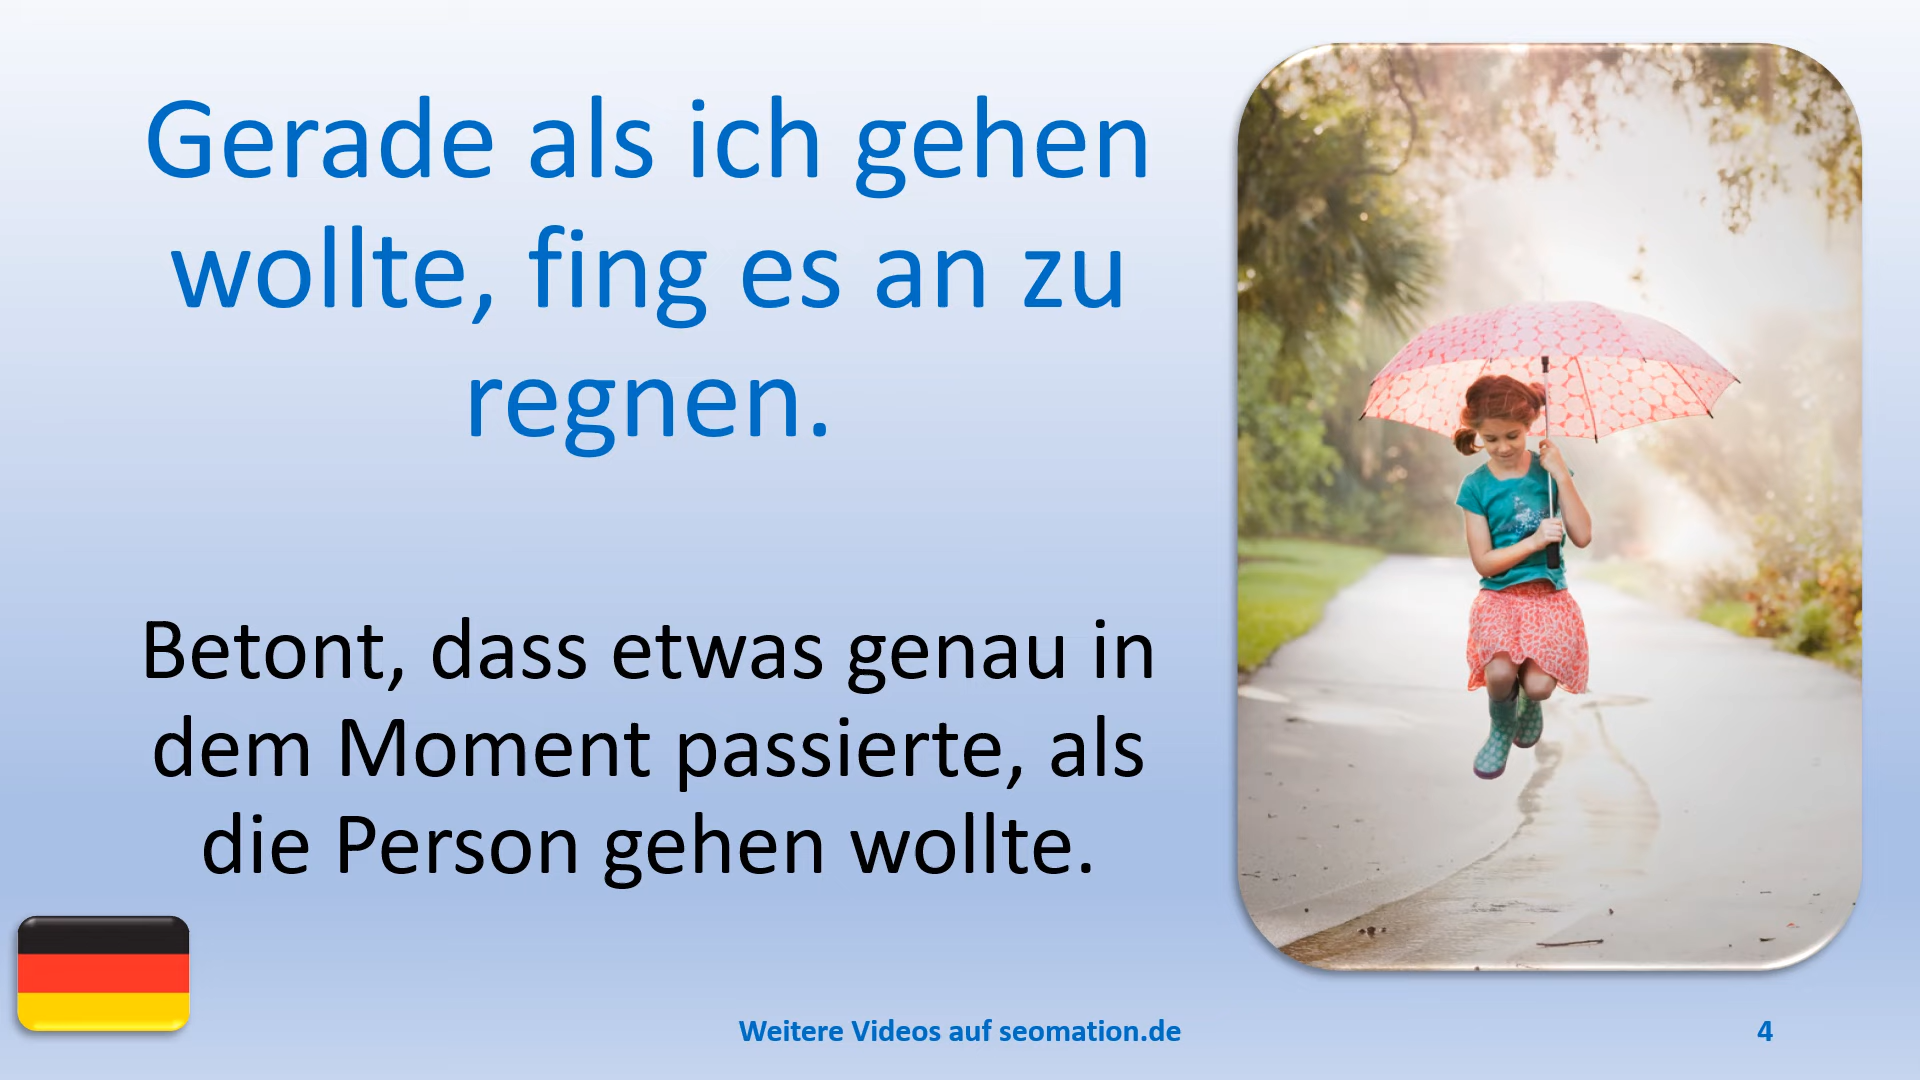 Gerade als ich gehen
wollte, fing es an zu
regnen.
Betont, dass etwas genau in
dem Moment passierte, als
die Person gehen wollte.
Weitere Videos auf seomation.de
4